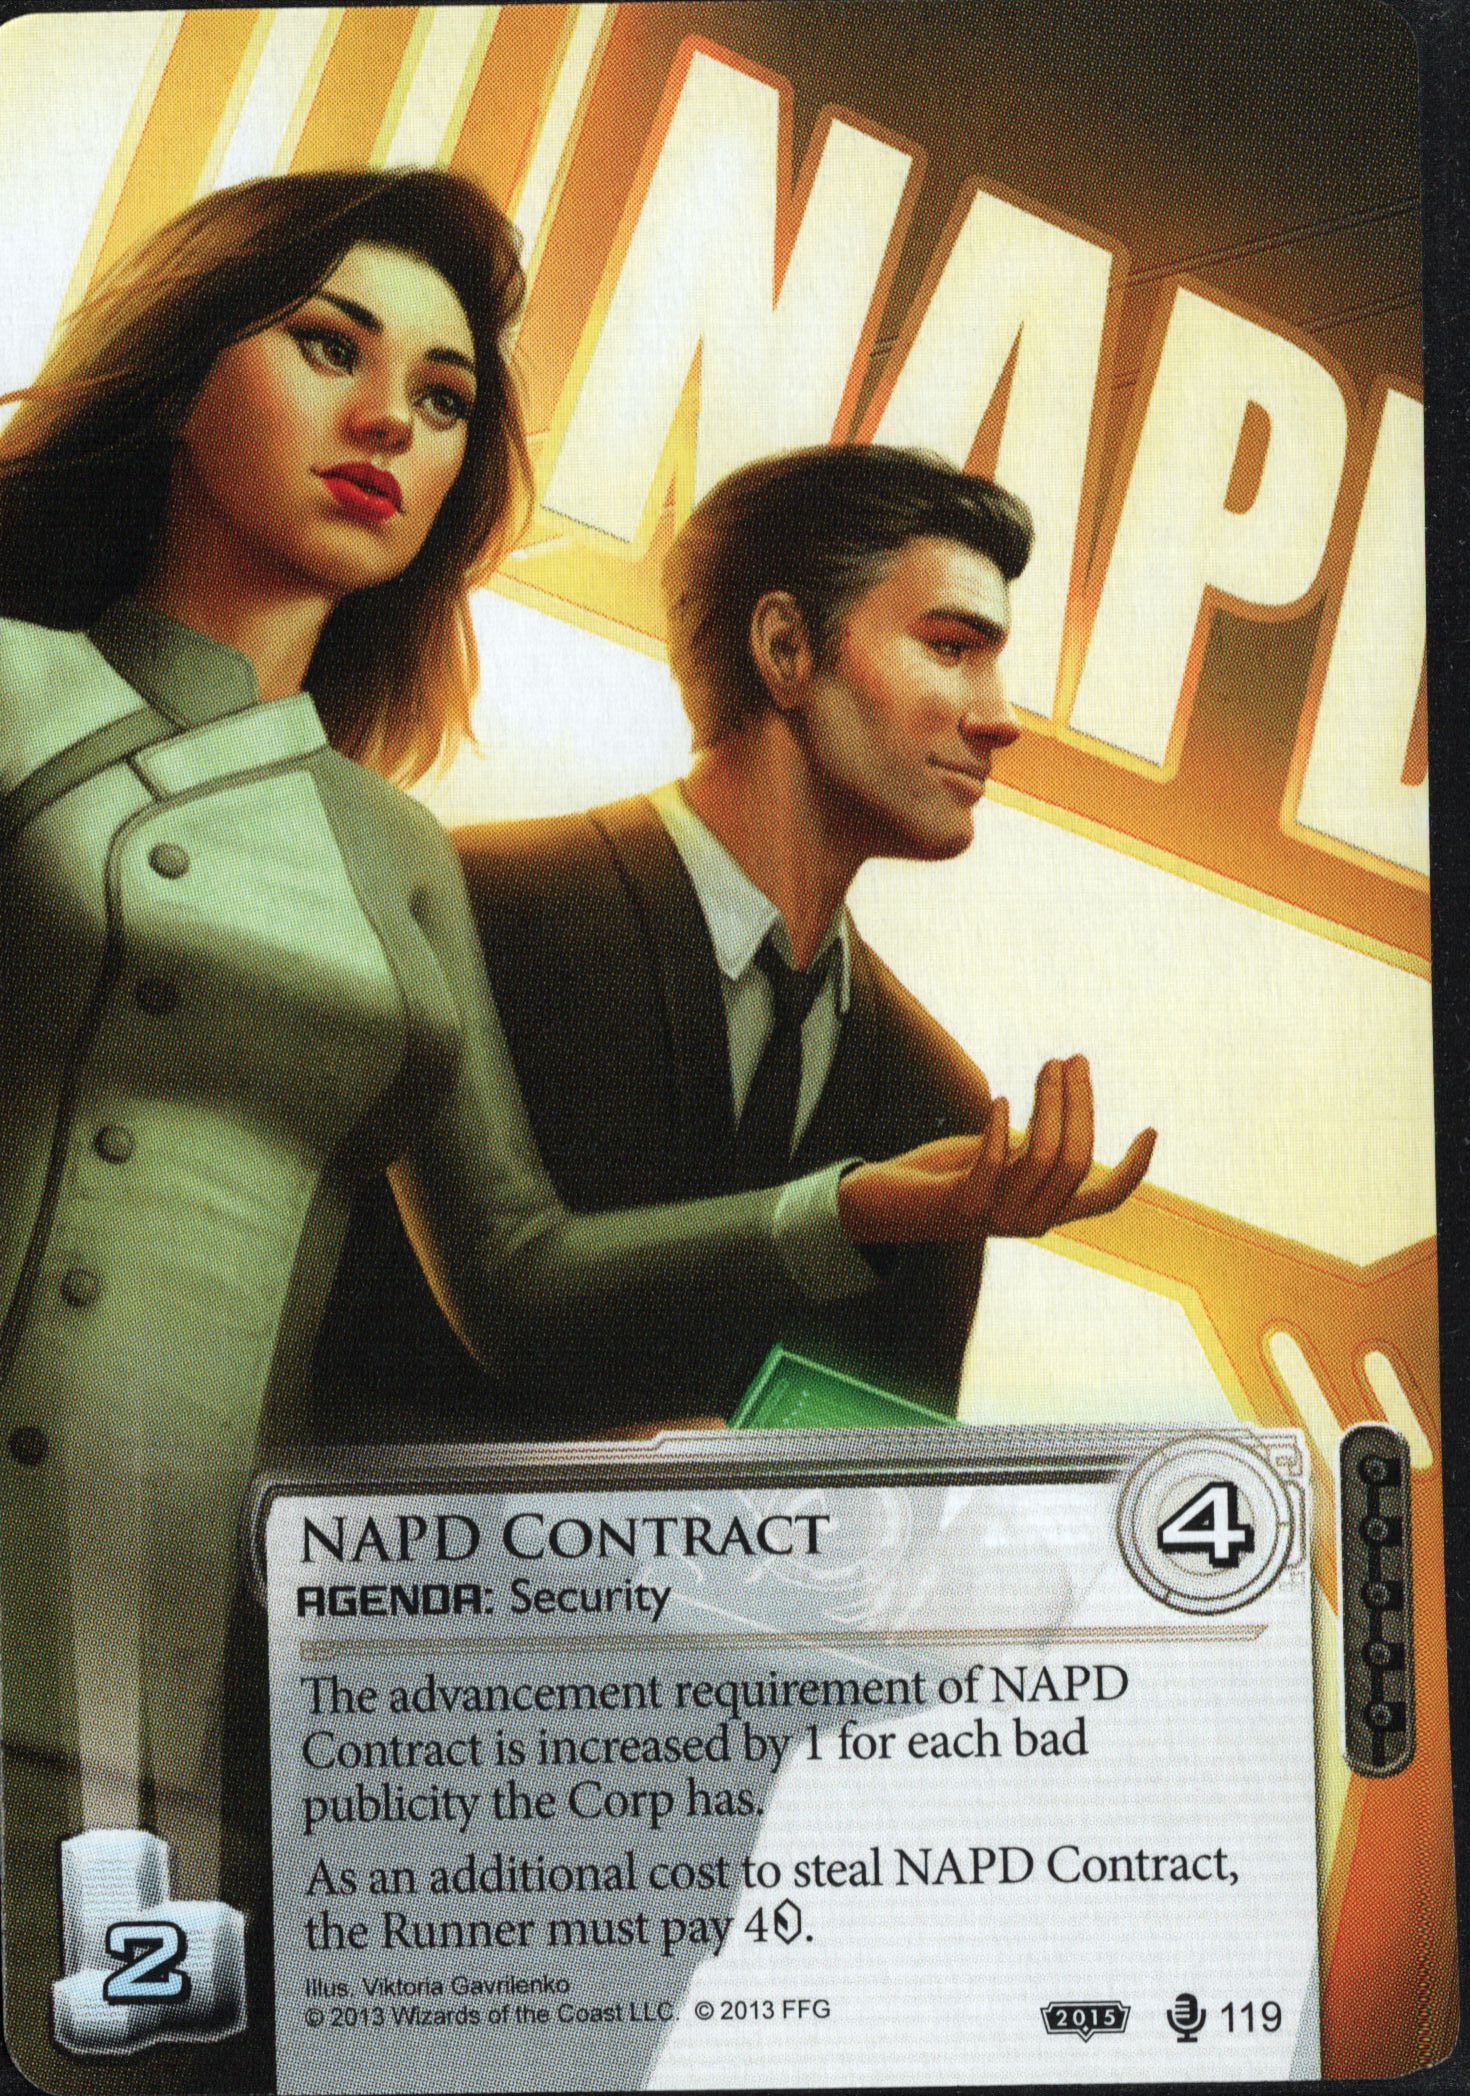 NAPD
NAPD CONTRACT
4
AGENDA: Security
The advancement requirement of NAPD
Contract is increased by 1 for each bad
publicity the Corp has.
As an additional cost to steal NAPD Contract,
the Runner must pay 4.
2
Illus. Viktoria Gavrilenko
© 2013 Wizards of the Coast LLC. © 2013 FFG
2015 119